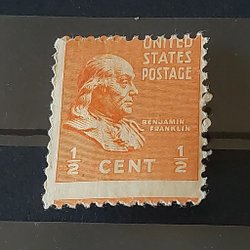 UNITED
STATES
POSTAGE
BENJAMIN
FRANKLIN
½ CENT ½